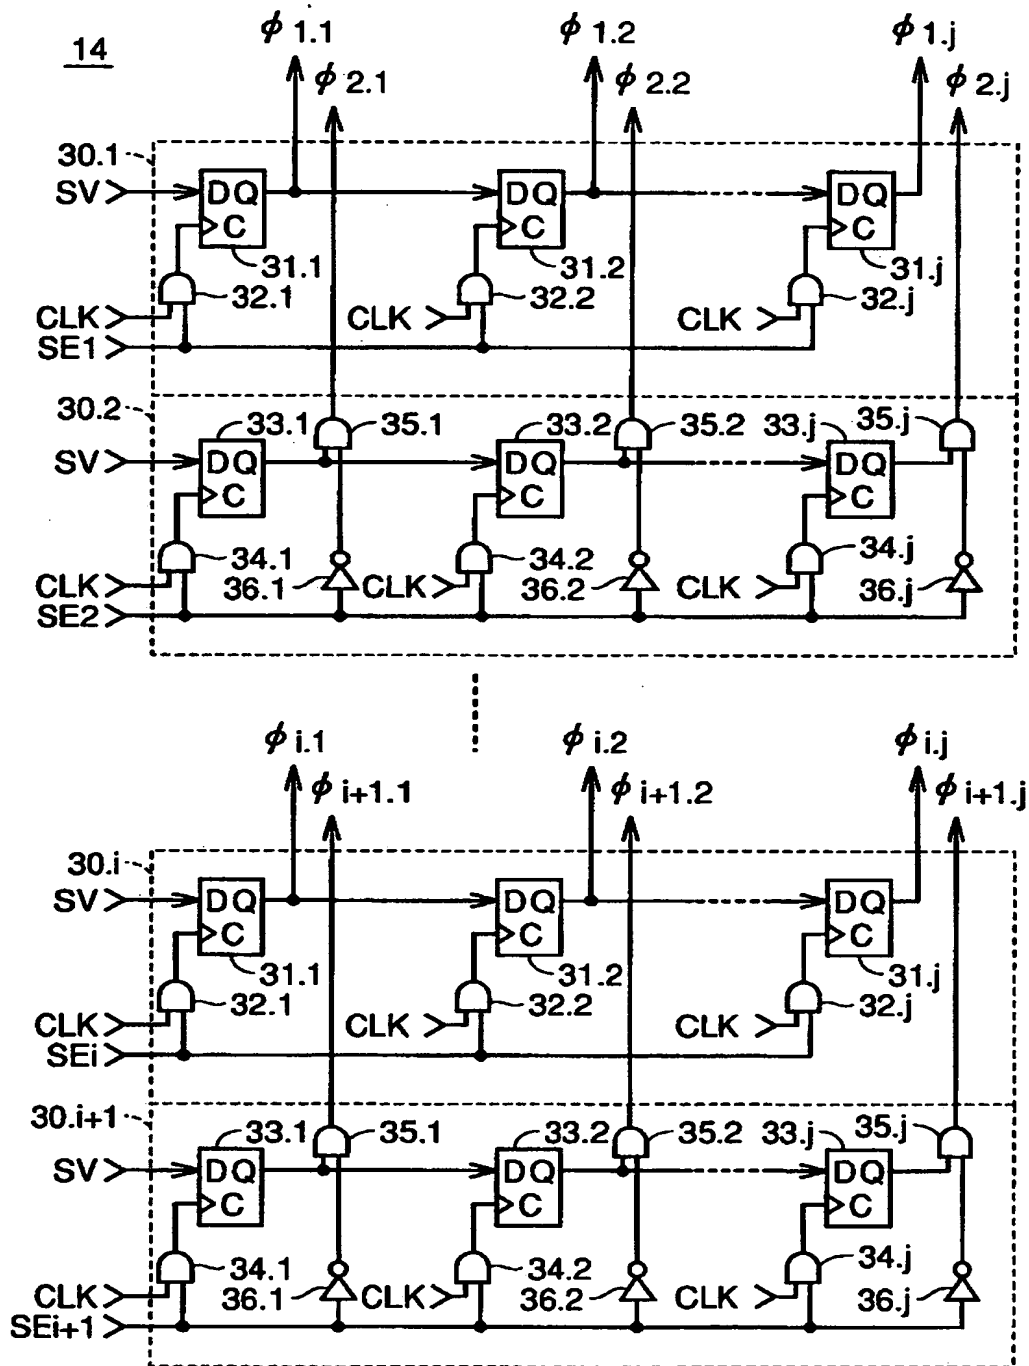 14
ϕ 1.1 ϕ 1.2 ϕ 1.j
ϕ 2.1 ϕ 2.2 ϕ 2.j
30.1
SV DQ DQ DQ
C C C
31.1 31.2 31.j
32.1 32.2 32.j
CLK CLK CLK
SE1
30.2 33.1 35.1 33.2 35.2 33.j 35.j
SV DQ DQ DQ
C C C
34.1 34.2 34.j
CLK 36.1 CLK 36.2 CLK 36.j
SE2
ϕ i.1 ϕ i.2 ϕ i.j
ϕ i+1.1 ϕ i+1.2 ϕ i+1.j
30.i
SV DQ DQ DQ
C C C
31.1 31.2 31.j
32.1 32.2 32.j
CLK CLK CLK
SEi
30.i+1 33.1 35.1 33.2 35.2 33.j 35.j
SV DQ DQ DQ
C C C
34.1 34.2 34.j
CLK 36.1 CLK 36.2 CLK 36.j
SEi+1